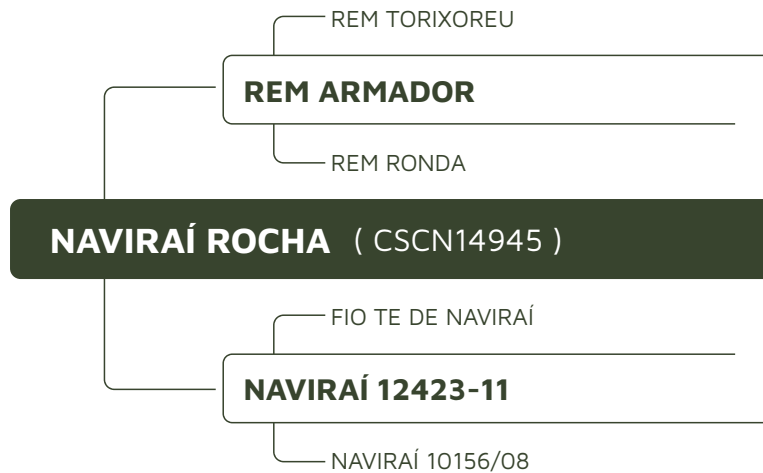 REM TORIXOREU
REM ARMADOR
REM RONDA
NAVIRAÍ ROCHA ( CSCN14945 )
FIO TE DE NAVIRAÍ
NAVIRAÍ 12423-11
NAVIRAÍ 10156/08